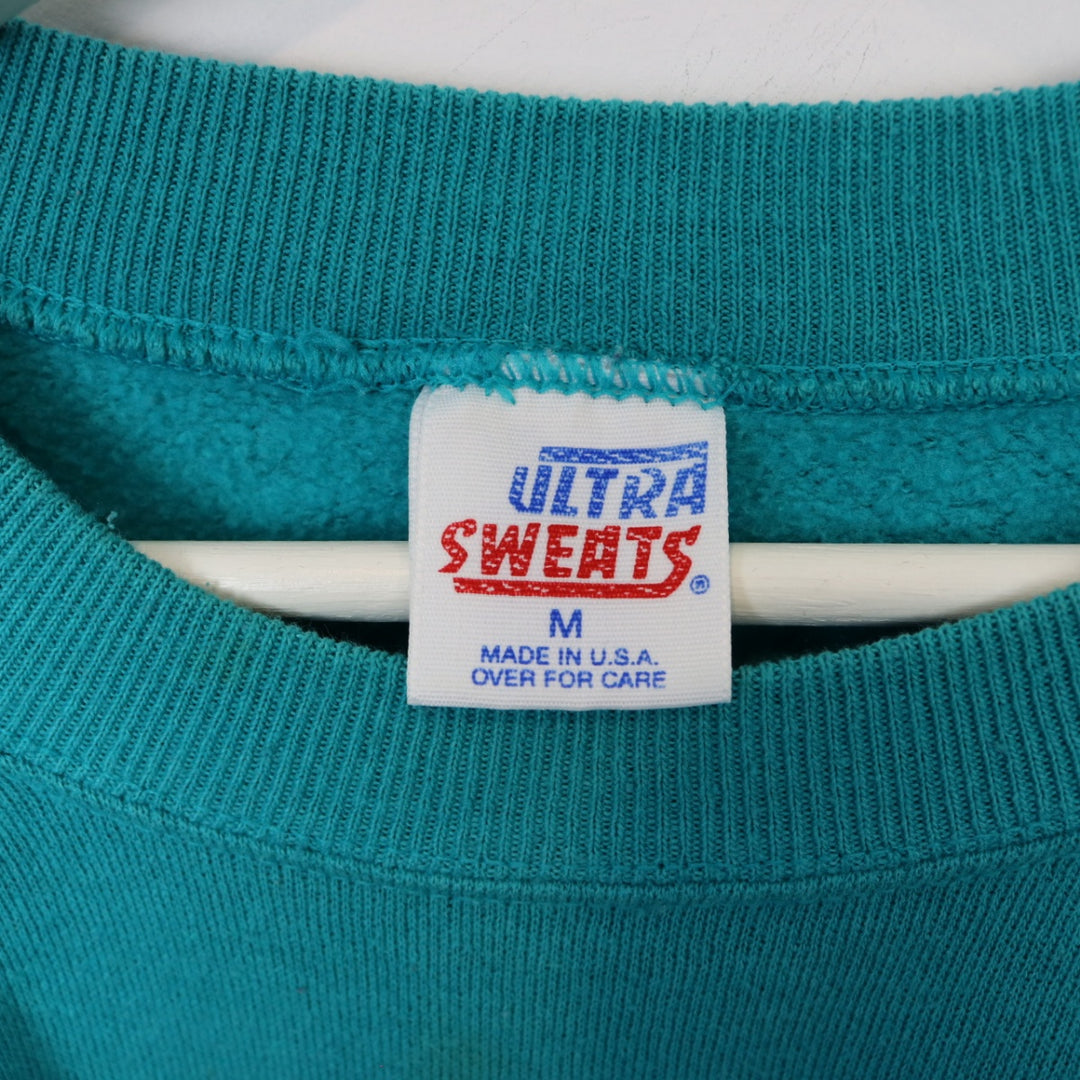 ULTRA
SWEATS®
M
MADE IN U.S.A.
OVER FOR CARE